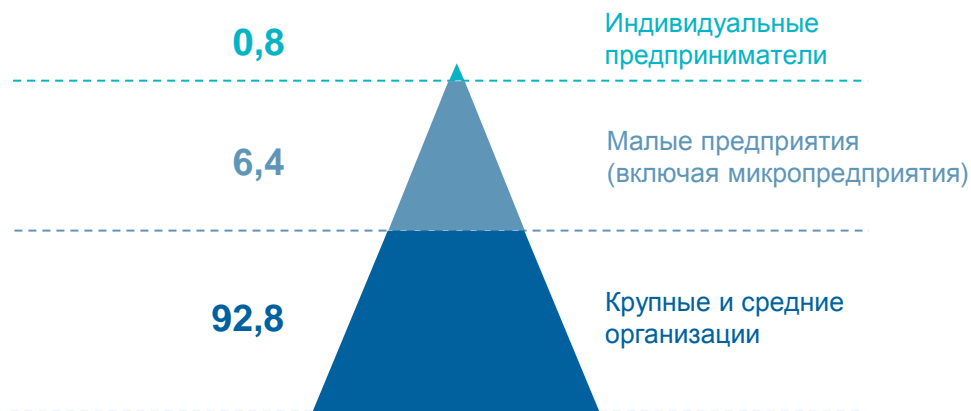 0,8
Индивидуальные
предприниматели
6,4
Малые предприятия
(включая микропредприятия)
92,8
Крупные и средние
организации